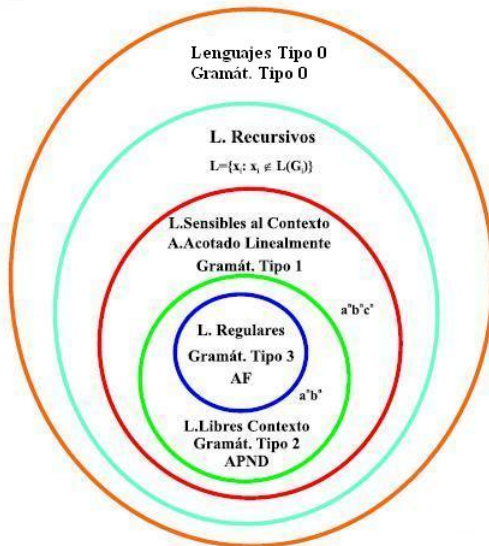 Lenguajes Tipo 0
Gramát. Tipo 0
L. Recursivos
L={xᵢ: xᵢ ∉ L(Gᵢ)}
L.Sensibles al Contexto
A.Acotado Linealmente
Gramát. Tipo 1
aⁿbⁿcⁿ
L. Regulares
Gramát. Tipo 3
AF
aⁿbⁿ
L.Libres Contexto
Gramát. Tipo 2
APND